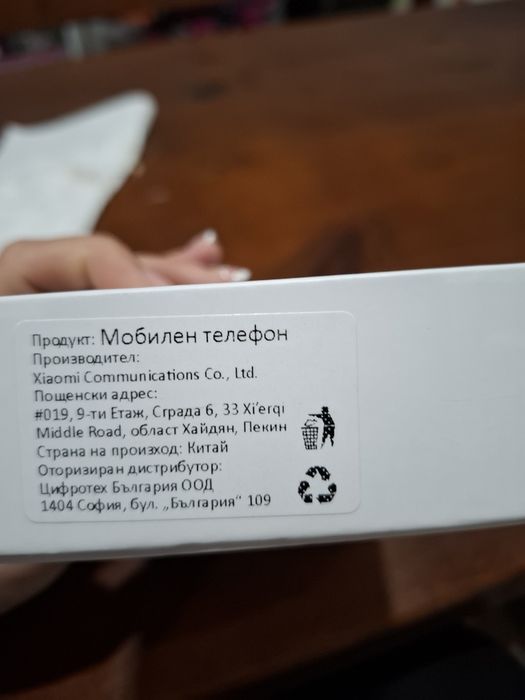 Продукт: Мобилен телефон
Производител:
Xiaomi Communications Co., Ltd.
Пощенски адрес:
#019, 9-ти Етаж, Сграда 6, 33 Xi'erqi
Middle Road, област Хайдян, Пекин
Страна на произход: Китай
Оторизиран дистрибутор:
Цифротех България ООД
1404 София, бул. „България“ 109